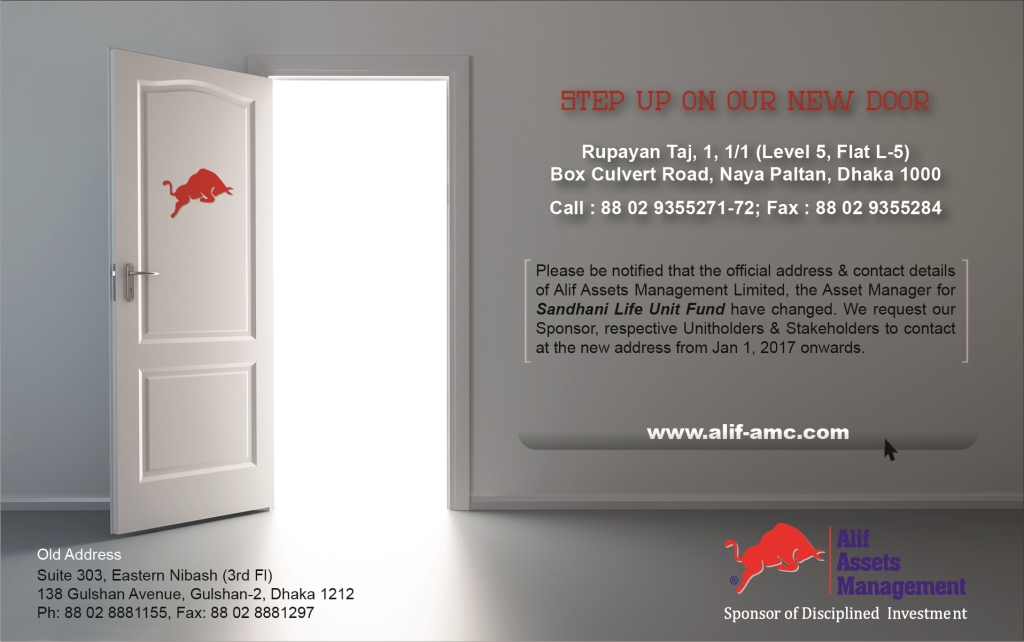 STEP UP ON OUR NEW DOOR
Rupayan Taj, 1, 1/1 (Level 5, Flat L-5)
Box Culvert Road, Naya Paltan, Dhaka 1000
Call : 88 02 9355271-72; Fax : 88 02 9355284
Please be notified that the official address & contact details
of Alif Assets Management Limited, the Asset Manager for
Sandhani Life Unit Fund have changed. We request our
Sponsor, respective Unitholders & Stakeholders to contact
at the new address from Jan 1, 2017 onwards.
www.alif-amc.com
Old Address
Suite 303, Eastern Nibash (3rd Fl)
138 Gulshan Avenue, Gulshan-2, Dhaka 1212
Ph: 88 02 8881155, Fax: 88 02 8881297
®
Alif
Assets
Management
Sponsor of Disciplined Investment